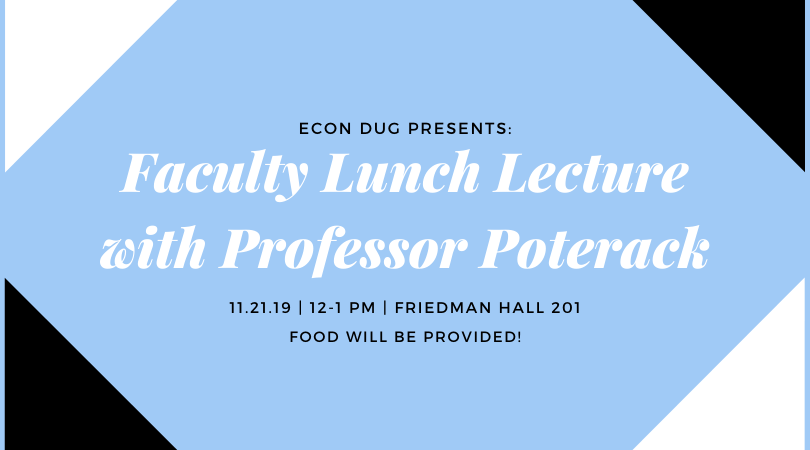 ECON DUG PRESENTS:
Faculty Lunch Lecture
with Professor Poterack
11.21.19 | 12-1 PM | FRIEDMAN HALL 201
FOOD WILL BE PROVIDED!